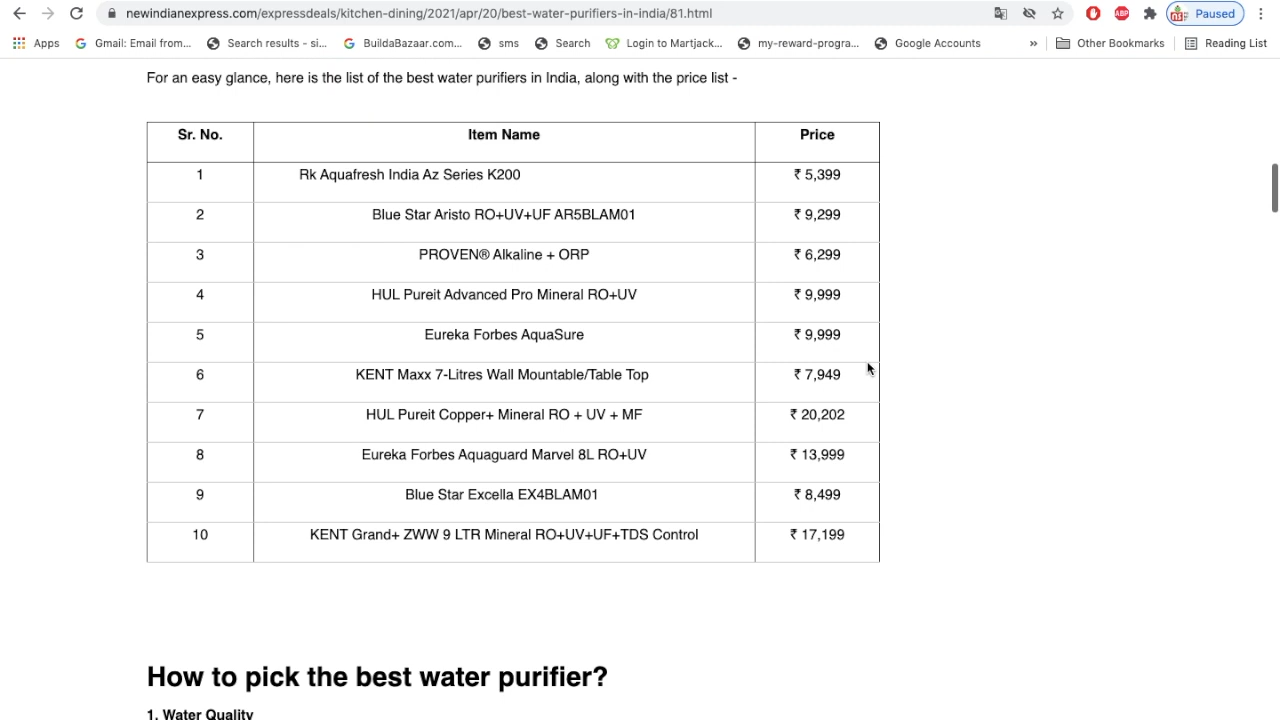 newindianexpress.com/expressdeals/kitchen-dining/2021/apr/20/best-water-purifiers-in-india/81.html
ABP
Paused
Apps
Gmail: Email from...
Search results - si...
BuildaBazaar.com...
sms
Search
Login to Martjack...
my-reward-progra...
Google Accounts
»
Other Bookmarks
Reading List
For an easy glance, here is the list of the best water purifiers in India, along with the price list -
Sr. No. Item Name Price
1 Rk Aquafresh India Az Series K200 ₹ 5,399
2 Blue Star Aristo RO+UV+UF AR5BLAM01 ₹ 9,299
3 PROVEN® Alkaline + ORP ₹ 6,299
4 HUL Pureit Advanced Pro Mineral RO+UV ₹ 9,999
5 Eureka Forbes AquaSure ₹ 9,999
6 KENT Maxx 7-Litres Wall Mountable/Table Top ₹ 7,949
7 HUL Pureit Copper+ Mineral RO + UV + MF ₹ 20,202
8 Eureka Forbes Aquaguard Marvel 8L RO+UV ₹ 13,999
9 Blue Star Excella EX4BLAM01 ₹ 8,499
10 KENT Grand+ ZWW 9 LTR Mineral RO+UV+UF+TDS Control ₹ 17,199
How to pick the best water purifier?
1. Water Quality